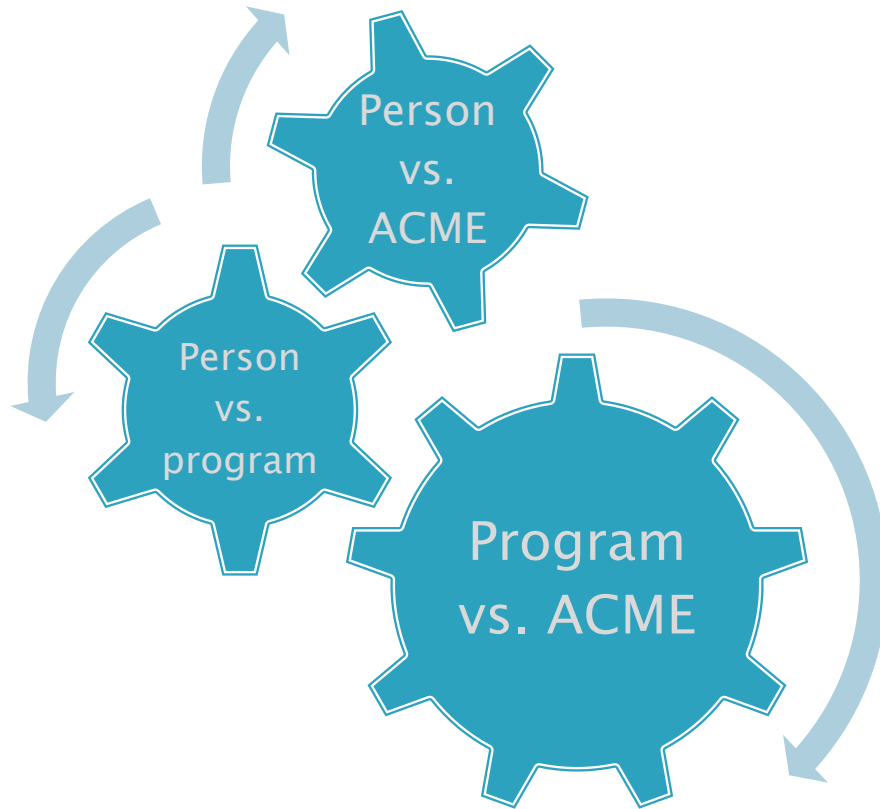 Person
vs.
ACME
Person
vs.
program
Program
vs. ACME